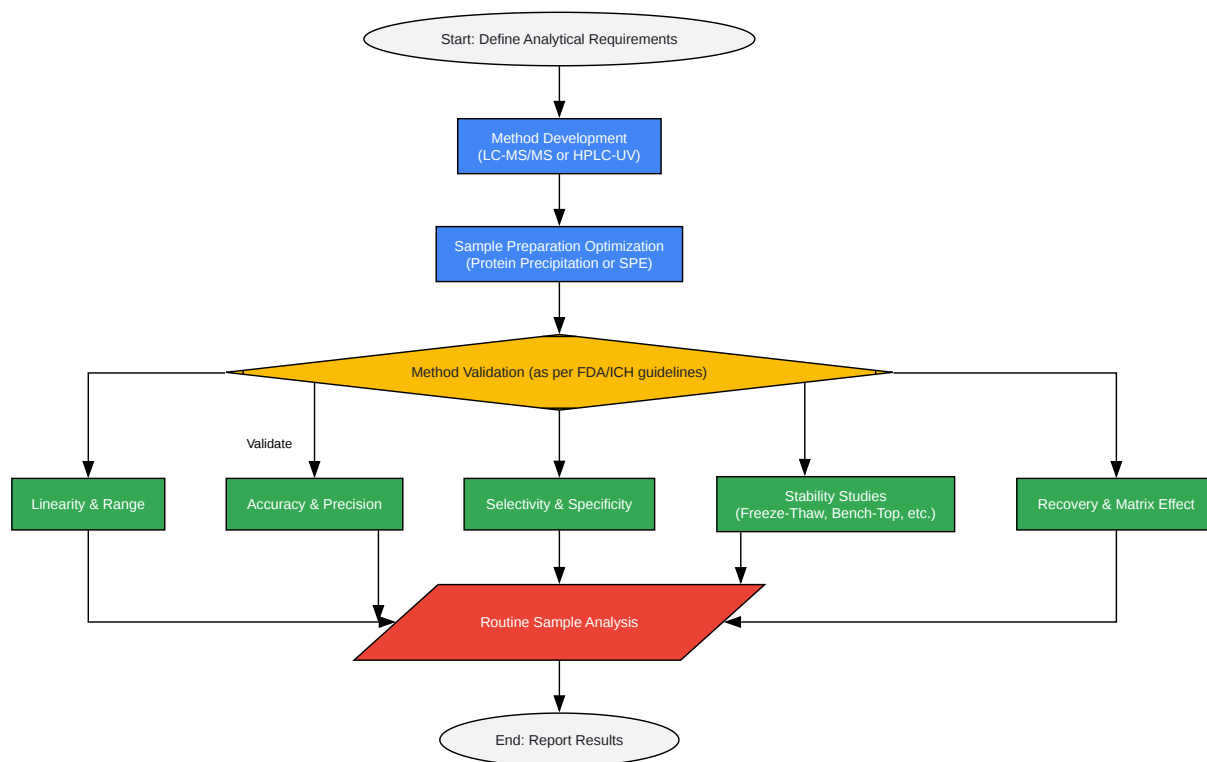 Start: Define Analytical Requirements
Method Development
(LC-MS/MS or HPLC-UV)
Sample Preparation Optimization
(Protein Precipitation or SPE)
Method Validation (as per FDA/ICH guidelines)
Validate
Linearity & Range
Accuracy & Precision
Selectivity & Specificity
Stability Studies
(Freeze-Thaw, Bench-Top, etc.)
Recovery & Matrix Effect
Routine Sample Analysis
End: Report Results